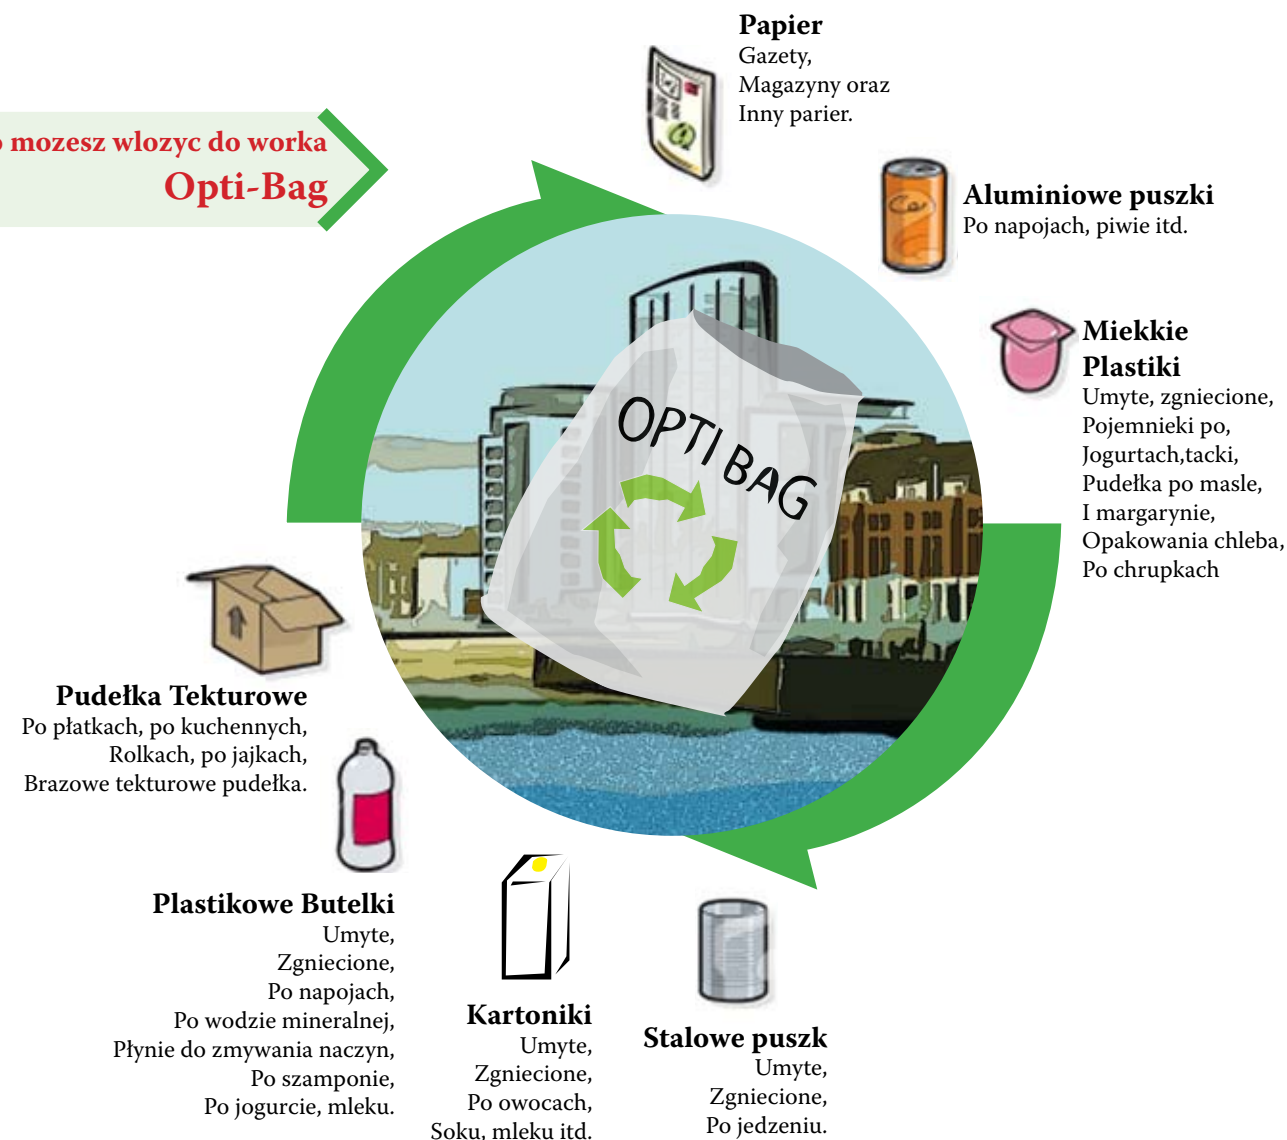 mozesz wlozyc do worka
Opti-Bag
Papier
Gazety,
Magazyny oraz
Inny parier.
Aluminiowe puszki
Po napojach, piwie itd.
Miekkie
Plastiki
Umyte, zgniecione,
Pojemnieki po,
Jogurtach,tacki,
Pudełka po masle,
I margarynie,
Opakowania chleba,
Po chrupkach
OPTI BAG
Pudełka Tekturowe
Po płatkach, po kuchennych,
Rolkach, po jajkach,
Brazowe tekturowe pudełka.
Plastikowe Butelki
Umyte,
Zgniecione,
Po napojach,
Po wodzie mineralnej,
Płynie do zmywania naczyn,
Po szamponie,
Po jogurcie, mleku.
Kartoniki
Umyte,
Zgniecione,
Po owocach,
Soku, mleku itd.
Stalowe puszk
Umyte,
Zgniecione,
Po jedzeniu.